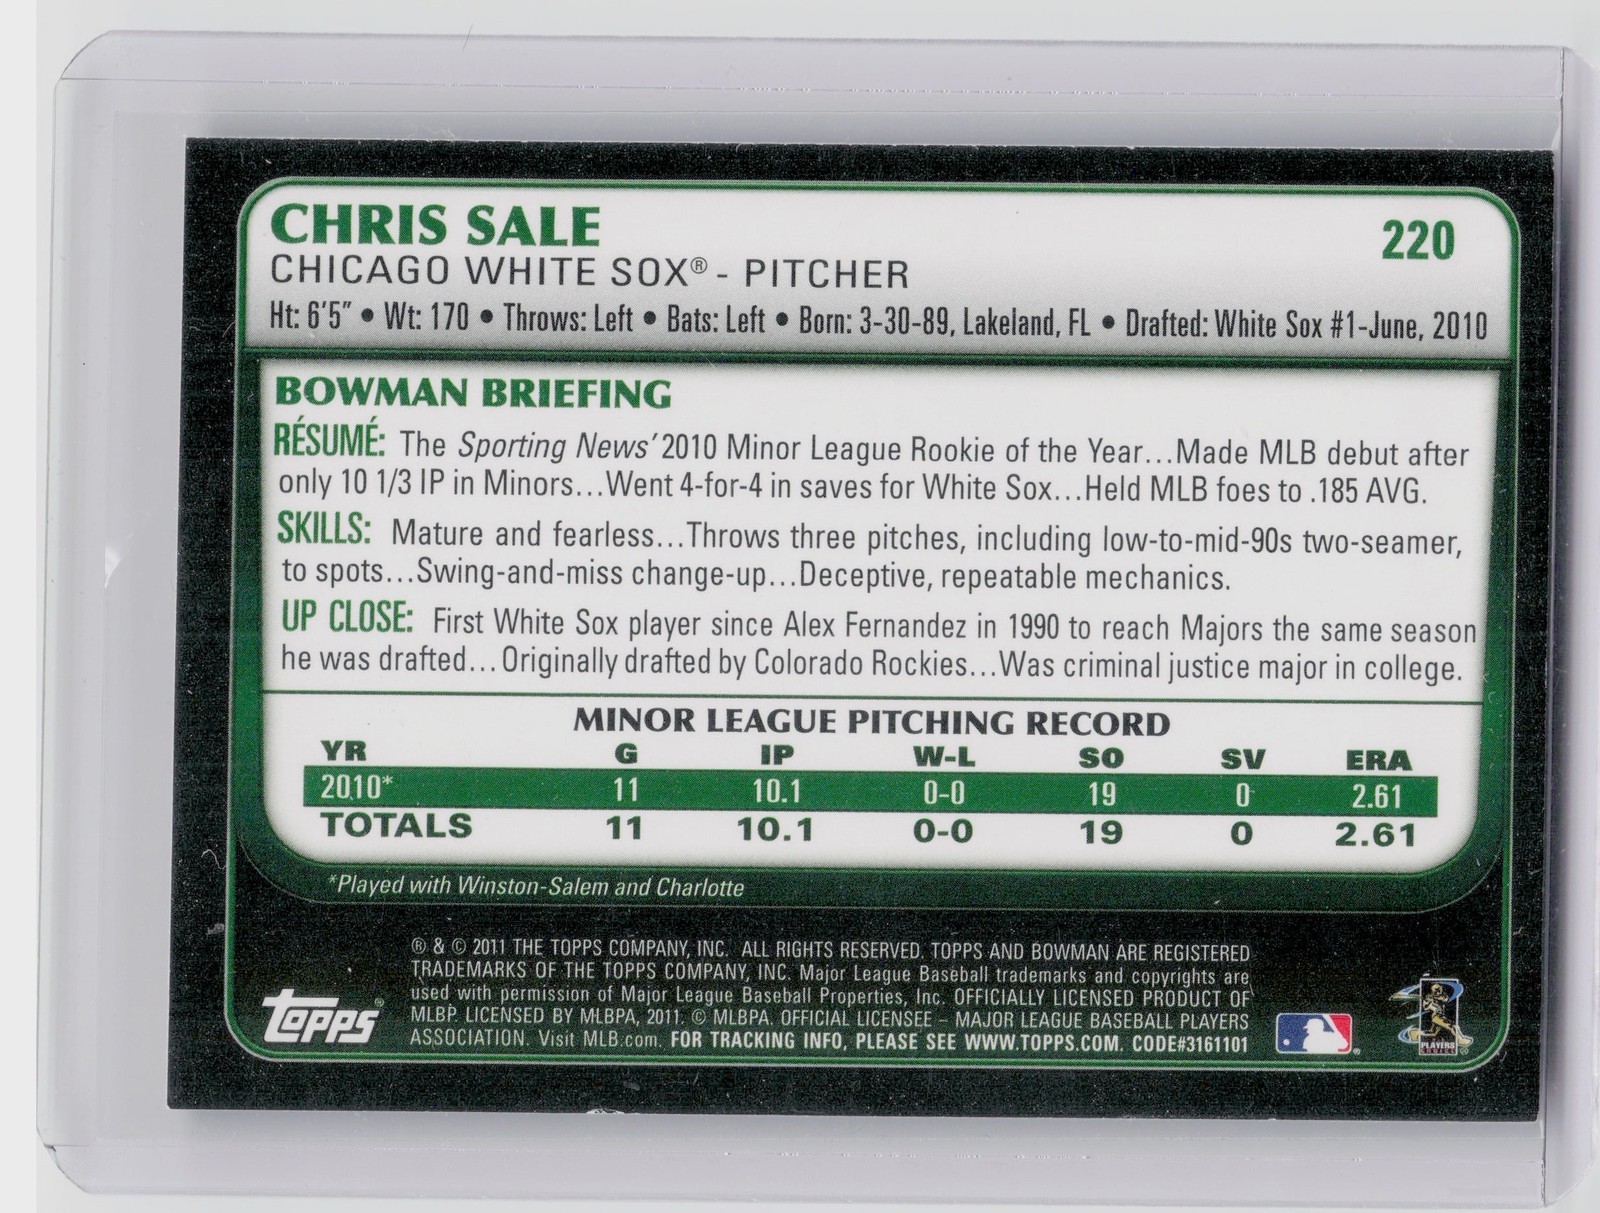 CHRIS SALE
220
CHICAGO WHITE SOX® - PITCHER
Ht: 6'5" • Wt: 170 • Throws: Left • Bats: Left • Born: 3-30-89, Lakeland, FL • Drafted: White Sox #1-June, 2010
BOWMAN BRIEFING
RÉSUMÉ: The Sporting News' 2010 Minor League Rookie of the Year...Made MLB debut after
only 10 1/3 IP in Minors...Went 4-for-4 in saves for White Sox...Held MLB foes to .185 AVG.
SKILLS: Mature and fearless...Throws three pitches, including low-to-mid-90s two-seamer,
to spots...Swing-and-miss change-up...Deceptive, repeatable mechanics.
UP CLOSE: First White Sox player since Alex Fernandez in 1990 to reach Majors the same season
he was drafted...Originally drafted by Colorado Rockies...Was criminal justice major in college.
MINOR LEAGUE PITCHING RECORD
YR G IP W-L SO SV ERA
2010* 11 10.1 0-0 19 0 2.61
TOTALS 11 10.1 0-0 19 0 2.61
*Played with Winston-Salem and Charlotte
® & © 2011 THE TOPPS COMPANY, INC. ALL RIGHTS RESERVED. TOPPS AND BOWMAN ARE REGISTERED
TRADEMARKS OF THE TOPPS COMPANY, INC. Major League Baseball trademarks and copyrights are
used with permission of Major League Baseball Properties, Inc. OFFICIALLY LICENSED PRODUCT OF
MLBP. LICENSED BY MLBPA, 2011. © MLBPA. OFFICIAL LICENSEE – MAJOR LEAGUE BASEBALL PLAYERS
ASSOCIATION. Visit MLB.com. FOR TRACKING INFO, PLEASE SEE WWW.TOPPS.COM. CODE#3161101
topps®
PLAYERS
CHOICE